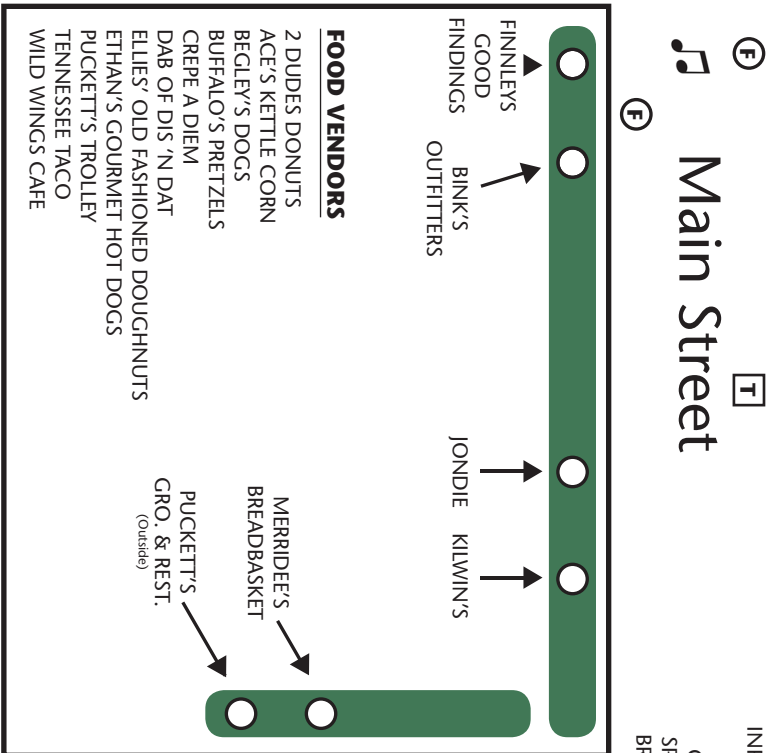 F
T
Main Street
F
FINNLEYS
GOOD
FINDINGS
BINK'S
OUTFITTERS
JONDIE
KILWIN'S
FOOD VENDORS
2 DUDES DONUTS
ACE'S KETTLE CORN
BEGLEY'S DOGS
BUFFALO'S PRETZELS
CREPE A DIEM
DAB OF DIS 'N DAT
ELLIES' OLD FASHIONED DOUGHNUTS
ETHAN'S GOURMET HOT DOGS
PUCKETT'S TROLLEY
TENNESSEE TACO
WILD WINGS CAFE
MERRIDEE'S
BREADBASKET
PUCKETT'S
GRO. & REST.
(Outside)